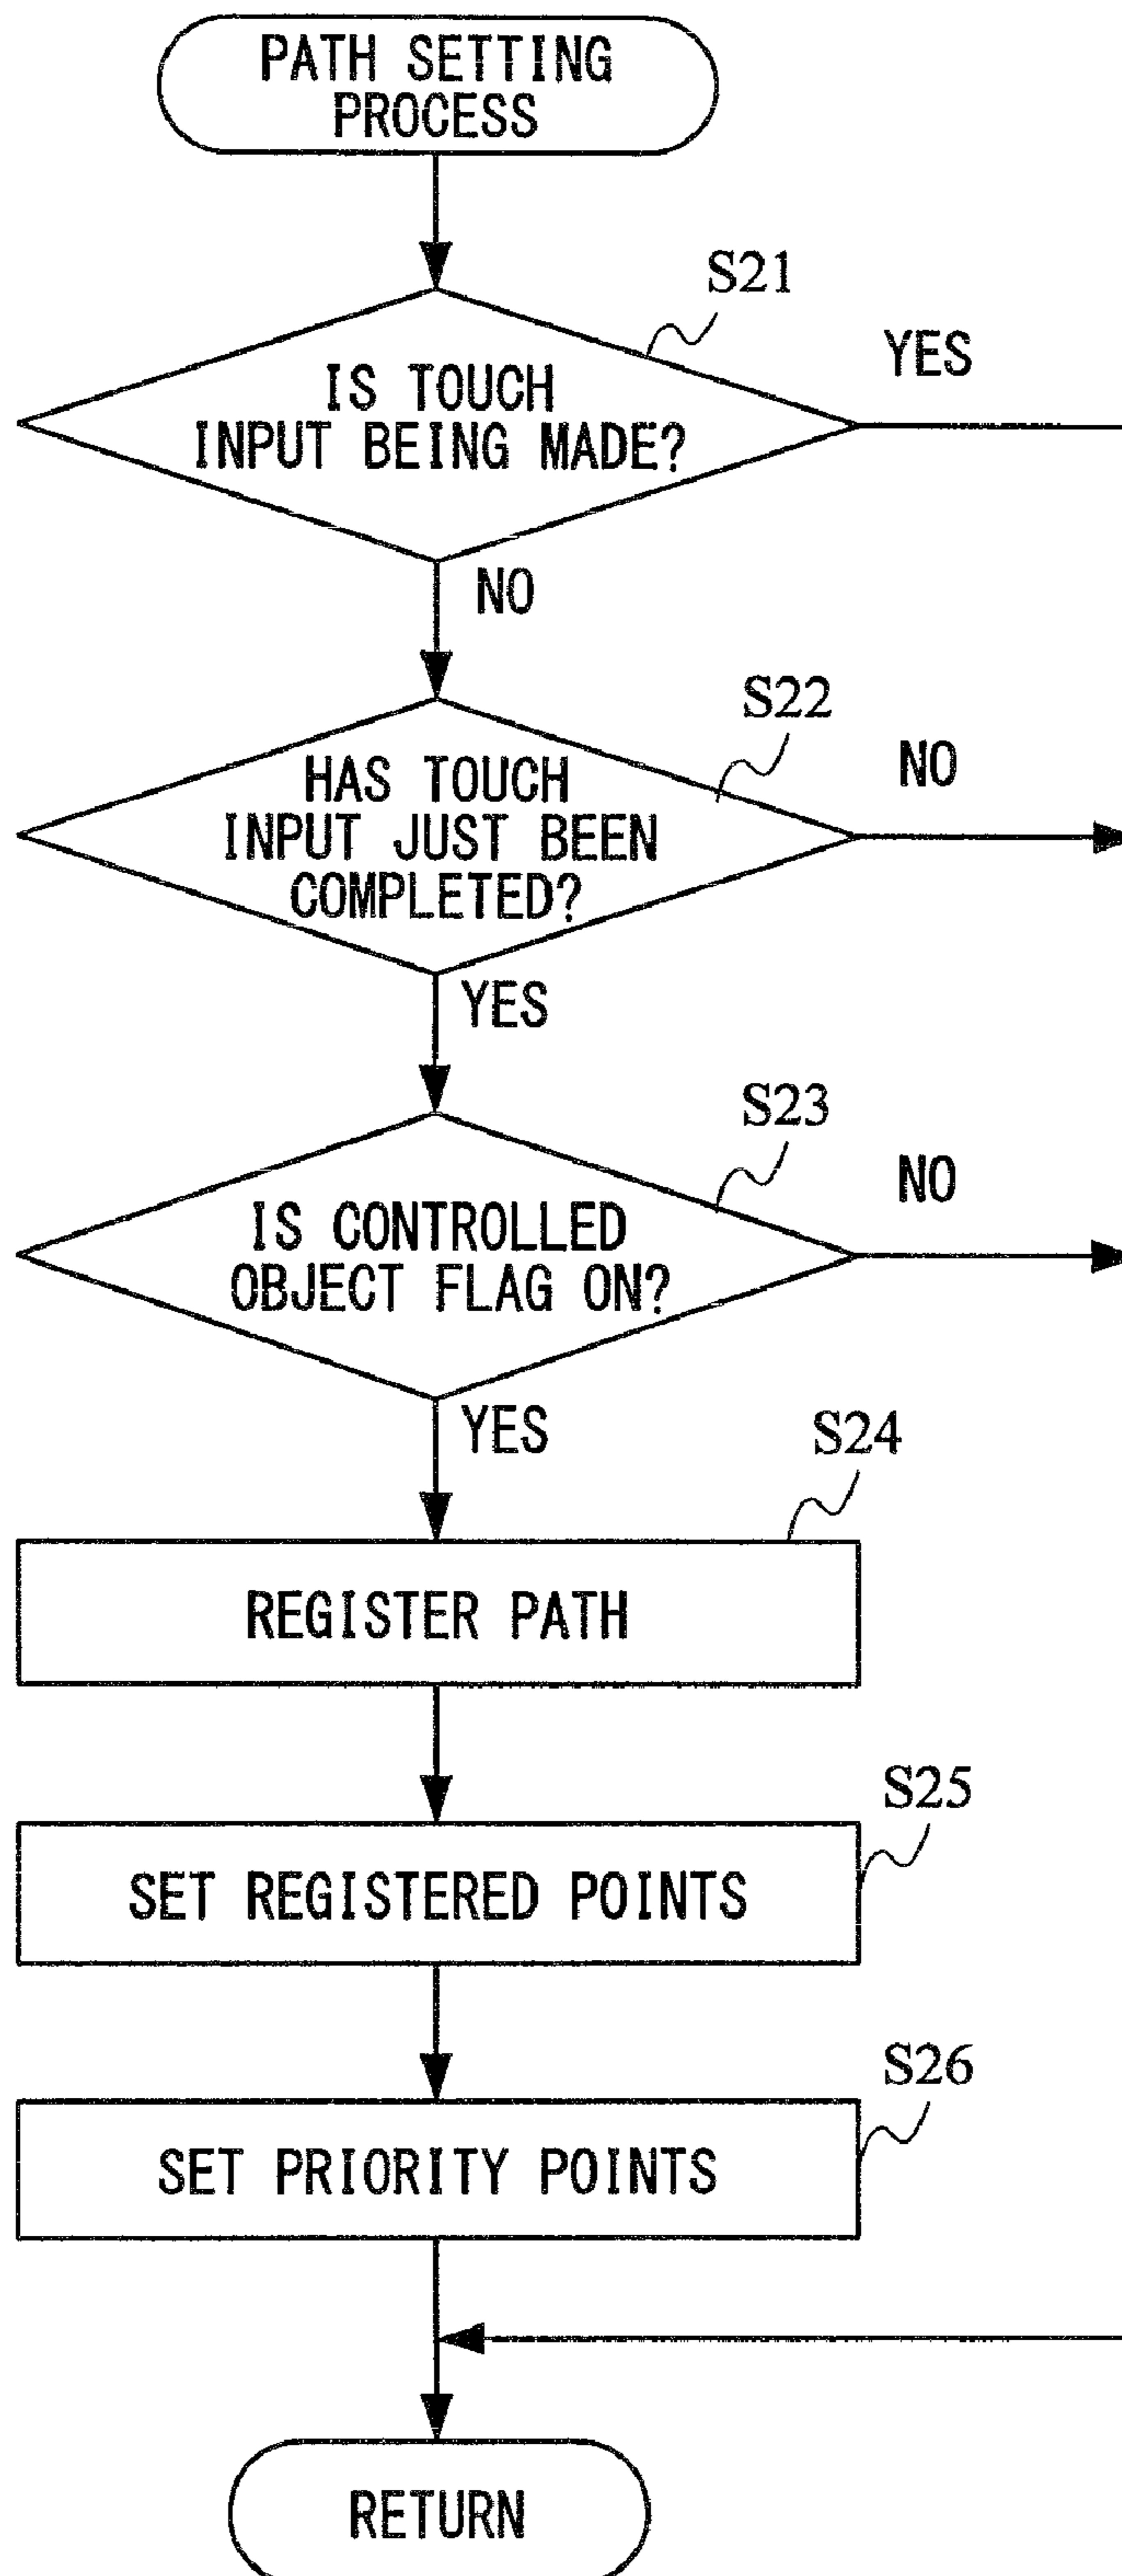 PATH SETTING
PROCESS
S21
YES
IS TOUCH
INPUT BEING MADE?
NO
S22
NO
HAS TOUCH
INPUT JUST BEEN
COMPLETED?
YES
S23
NO
IS CONTROLLED
OBJECT FLAG ON?
YES
S24
REGISTER PATH
S25
SET REGISTERED POINTS
S26
SET PRIORITY POINTS
RETURN